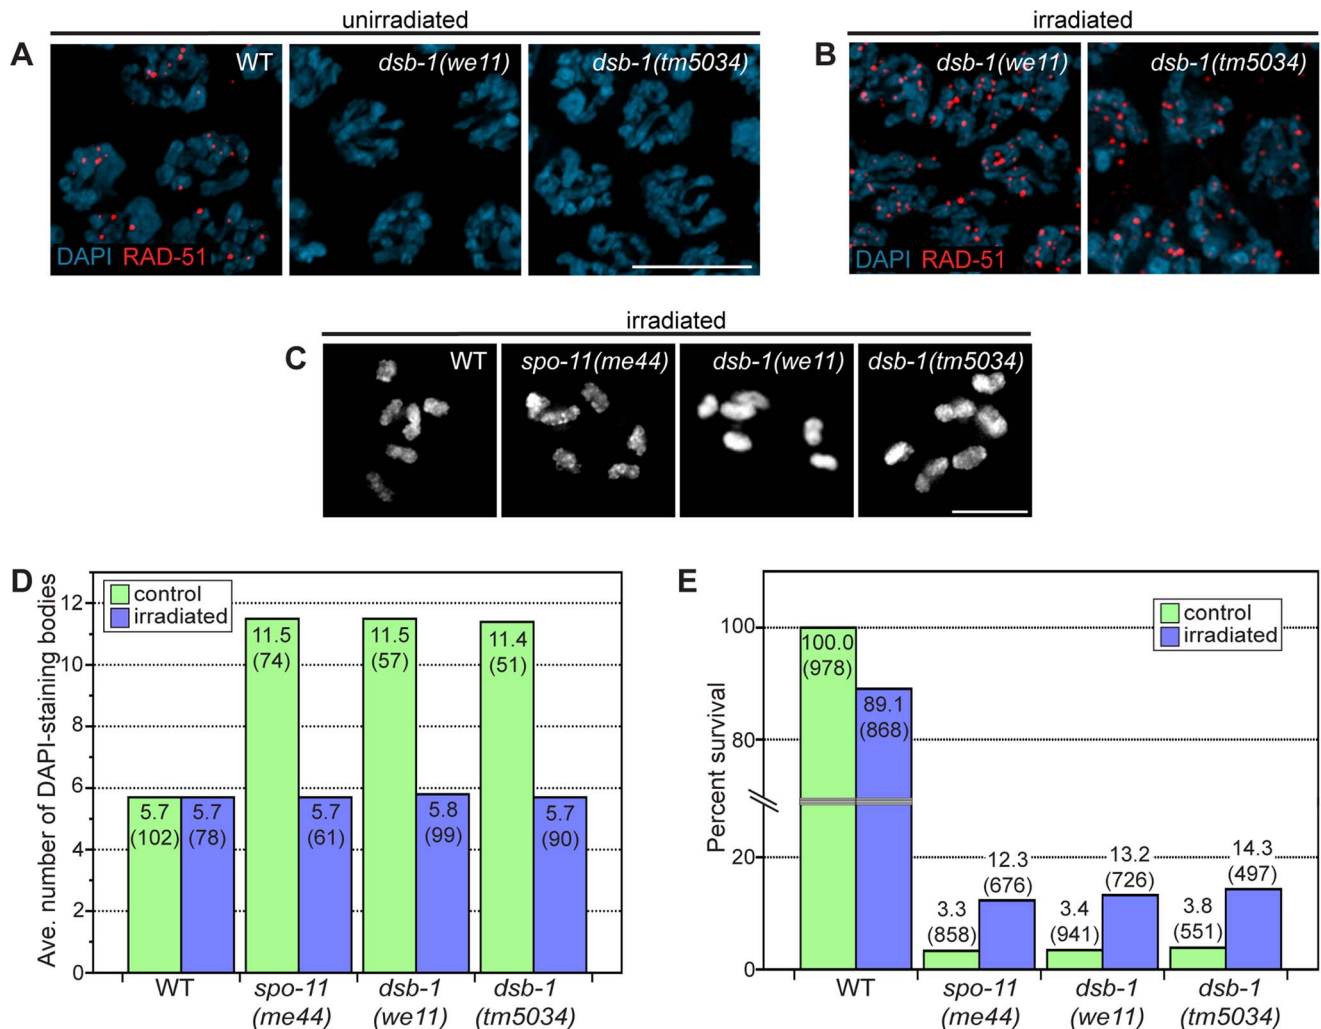 unirradiated
irradiated
A
WT
dsb-1(we11)
dsb-1(tm5034)
DAPI RAD-51
B
dsb-1(we11)
dsb-1(tm5034)
DAPI RAD-51
irradiated
C
WT
spo-11(me44)
dsb-1(we11)
dsb-1(tm5034)
D
Ave. number of DAPI-staining bodies
control
irradiated
12
10
8
6
4
2
0
5.7
(102)
5.7
(78)
11.5
(74)
5.7
(61)
11.5
(57)
5.8
(99)
11.4
(51)
5.7
(90)
WT
spo-11
(me44)
dsb-1
(we11)
dsb-1
(tm5034)
E
Percent survival
control
irradiated
100
80
20
0
100.0
(978)
89.1
(868)
3.3
(858)
12.3
(676)
3.4
(941)
13.2
(726)
3.8
(551)
14.3
(497)
WT
spo-11
(me44)
dsb-1
(we11)
dsb-1
(tm5034)